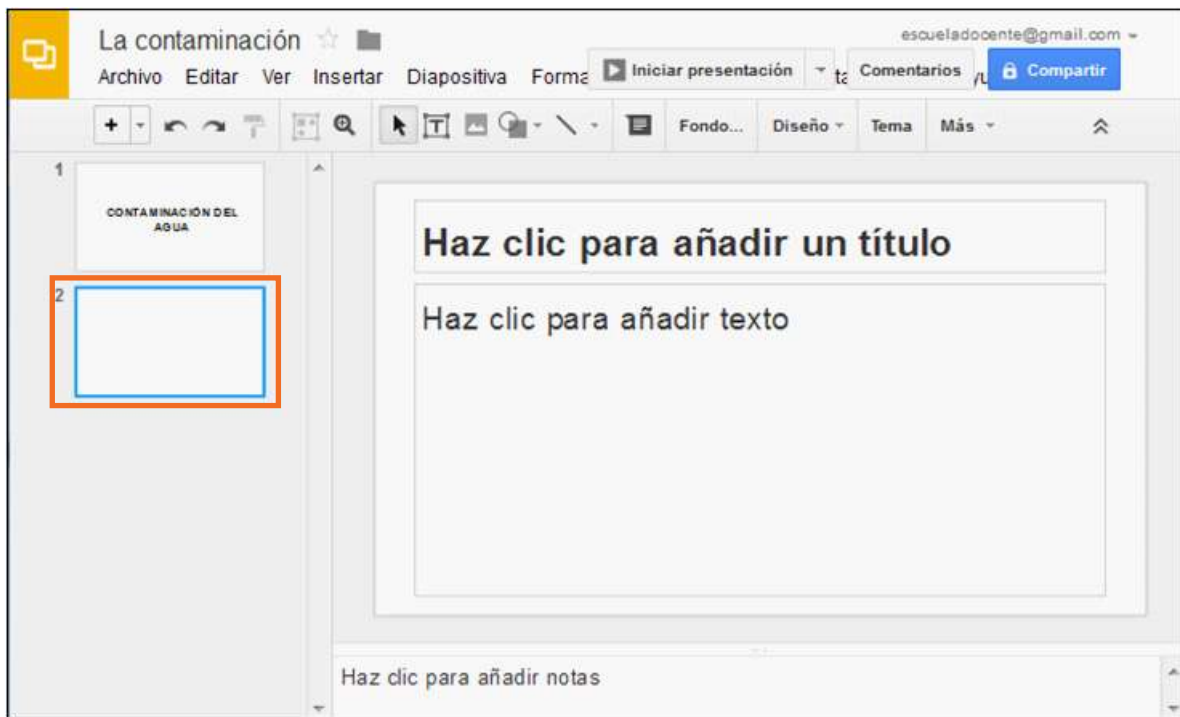 La contaminación
escueladocente@gmail.com
Archivo Editar Ver Insertar Diapositiva Forma
Iniciar presentación
Comentarios
Compartir
Fondo...
Diseño
Tema
Más
1
CONTAMINACIÓN DEL
AGUA
2
Haz clic para añadir un título
Haz clic para añadir texto
Haz clic para añadir notas